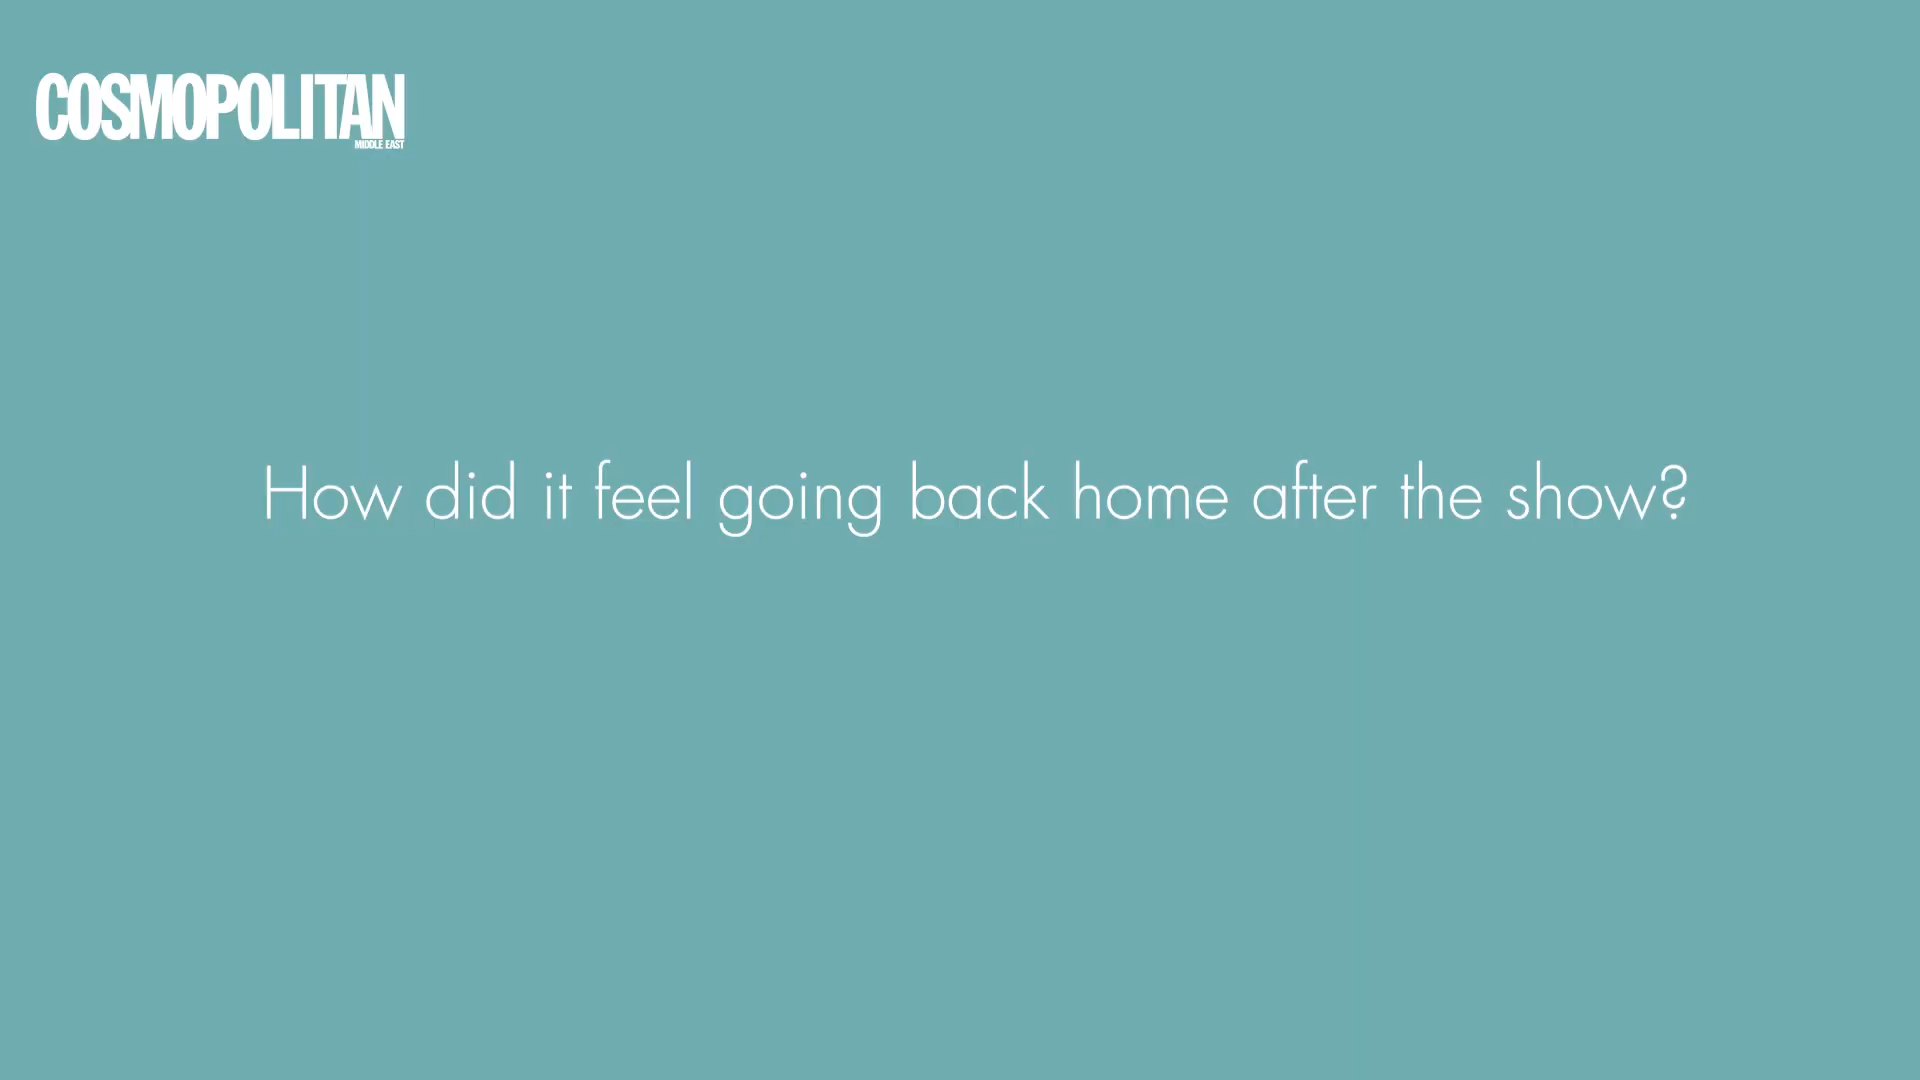 COSMOPOLITAN
MIDDLE EAST
How did it feel going back home after the show?